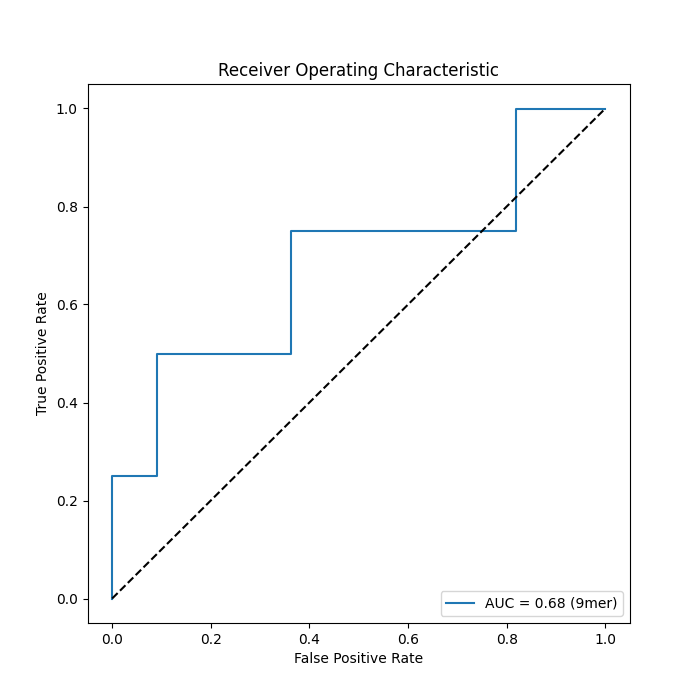 Receiver Operating Characteristic
1.0
0.8
0.6
0.4
0.2
0.0
True Positive Rate
AUC = 0.68 (9mer)
0.0 0.2 0.4 0.6 0.8 1.0
False Positive Rate